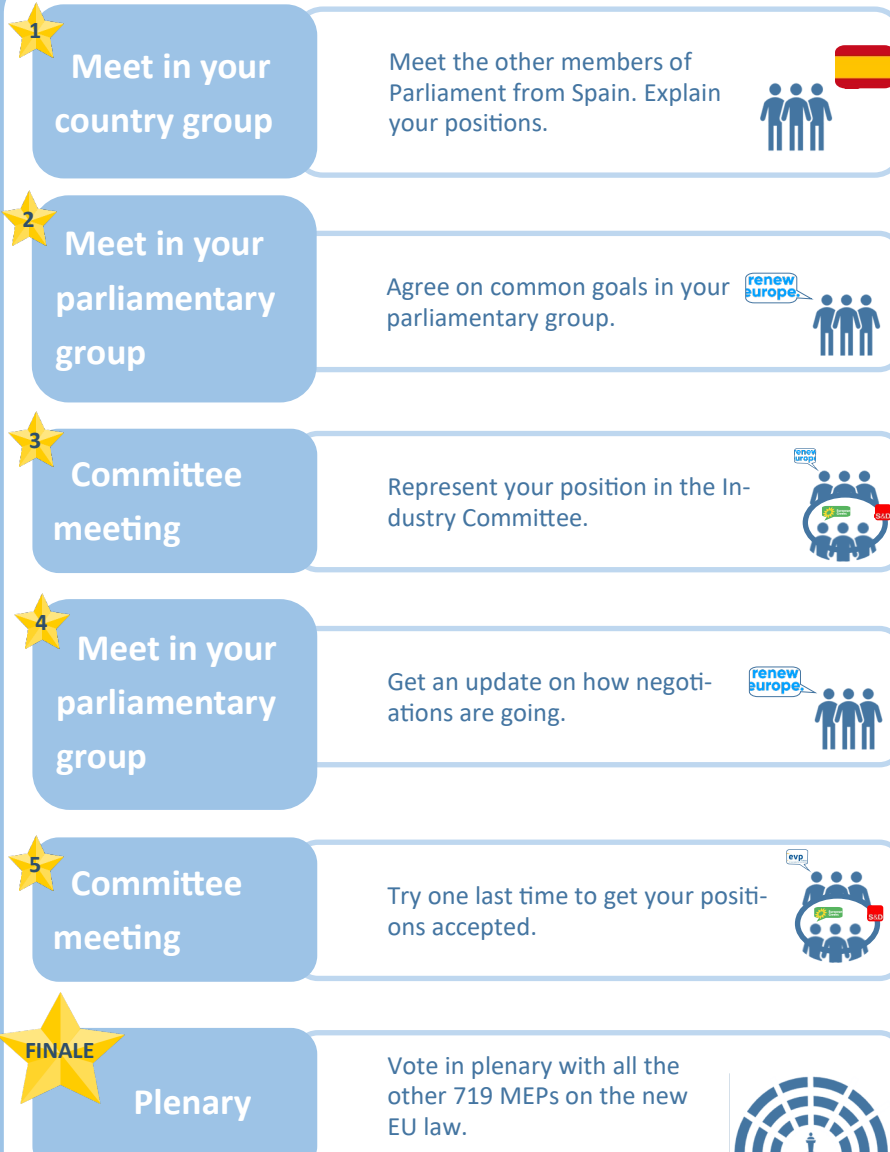 1
Meet in your
country group
Meet the other members of
Parliament from Spain. Explain
your positions.
2
Meet in your
parliamentary
group
Agree on common goals in your
parliamentary group.
renew
europe.
3
Committee
meeting
Represent your position in the In-
dustry Committee.
renew
europe
S&D
4
Meet in your
parliamentary
group
Get an update on how negoti-
ations are going.
renew
europe.
5
Committee
meeting
Try one last time to get your positi-
ons accepted.
evp
S&D
FINALE
Plenary
Vote in plenary with all the
other 719 MEPs on the new
EU law.